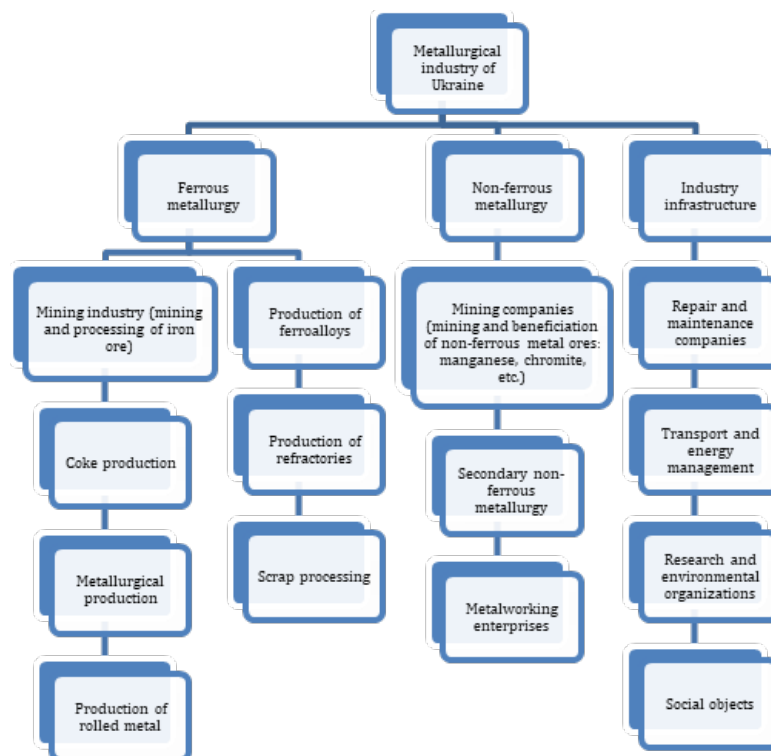 Metallurgical
industry of
Ukraine
Ferrous
metallurgy
Non-ferrous
metallurgy
Industry
infrastructure
Mining industry (mining
and processing of iron
ore)
Production of
ferroalloys
Mining companies
(mining and beneficiation
of non-ferrous metal ores:
manganese, chromite,
etc.)
Repair and
maintenance
companies
Coke production
Production of
refractories
Secondary non-
ferrous
metallurgy
Transport and
energy
management
Metallurgical
production
Scrap processing
Metalworking
enterprises
Research and
environmental
organizations
Production of
rolled metal
Social objects